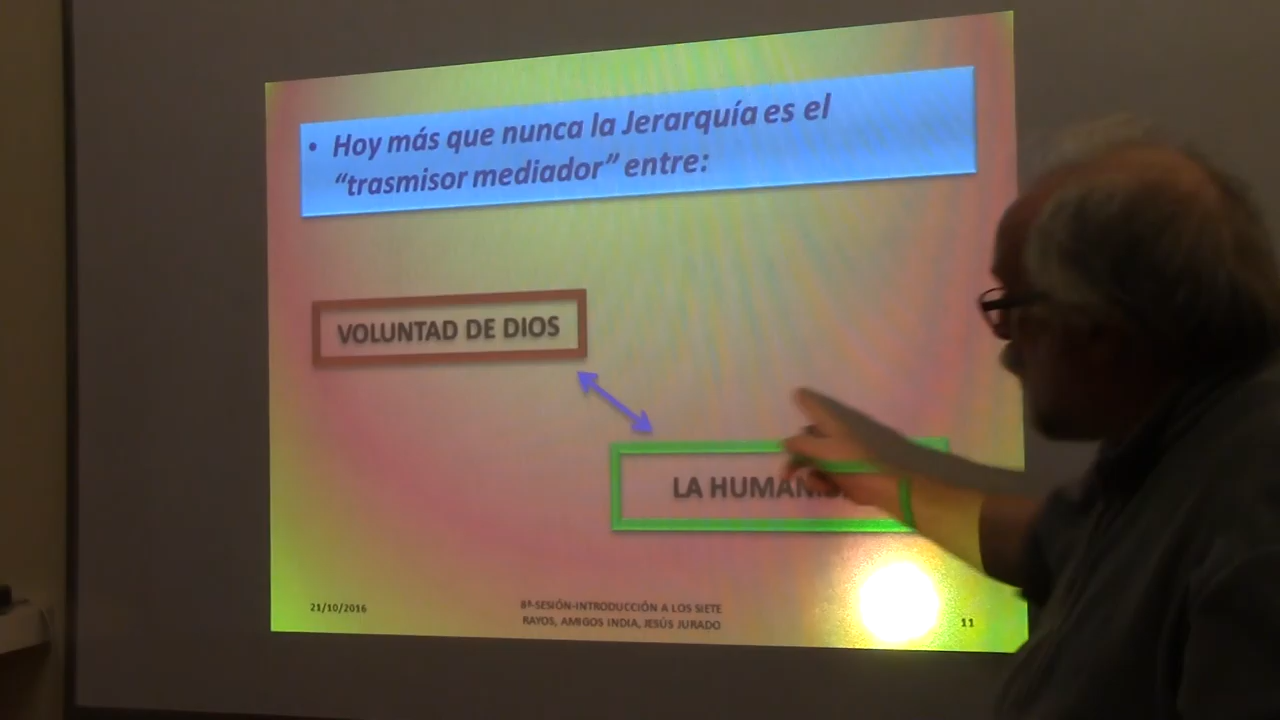 • Hoy más que nunca la Jerarquía es el
“trasmisor mediador” entre:
VOLUNTAD DE DIOS
LA
21/10/2016
8ª-SESIÓN-INTRODUCCIÓN A LOS SIETE
RAYOS, AMIGOS INDIA, JESÚS JURADO
11